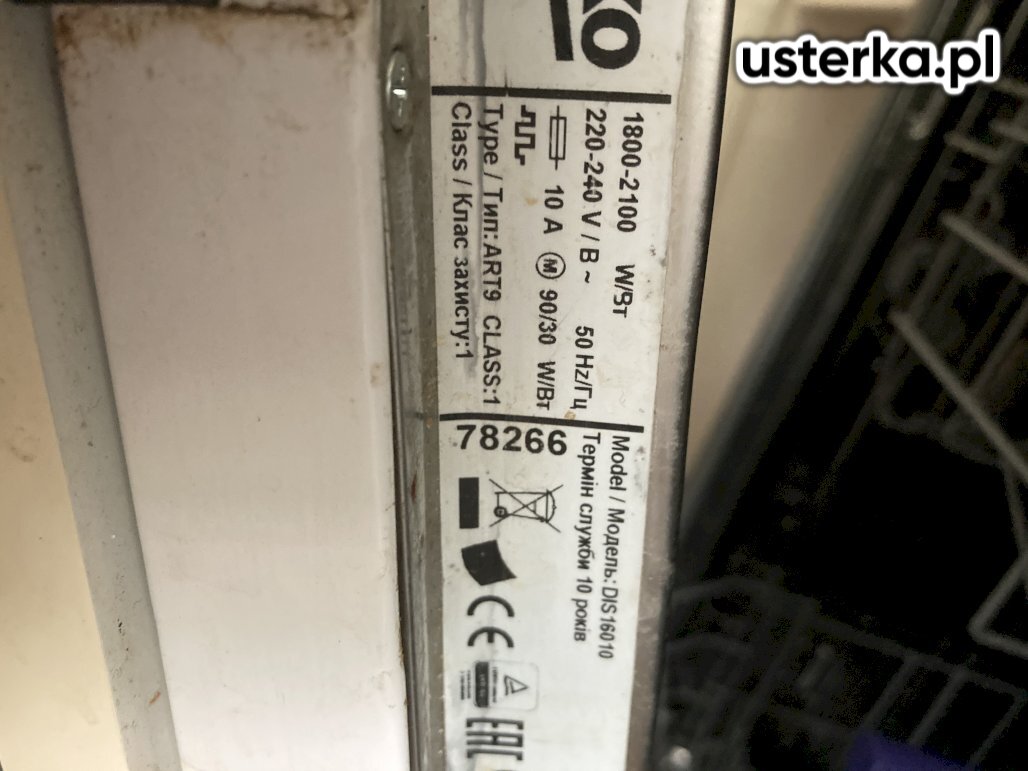 usterka.pl
KO
1800-2100 W/Вт
220-240 V / В ~ 50 Hz/Гц
10 A M 90/30 W/Вт
Type / Тип: ART9 CLASS:1
Class / Клас захисту:1
Model / Модель: DIS16010
Термін служби 10 років
78266
CE
EAC